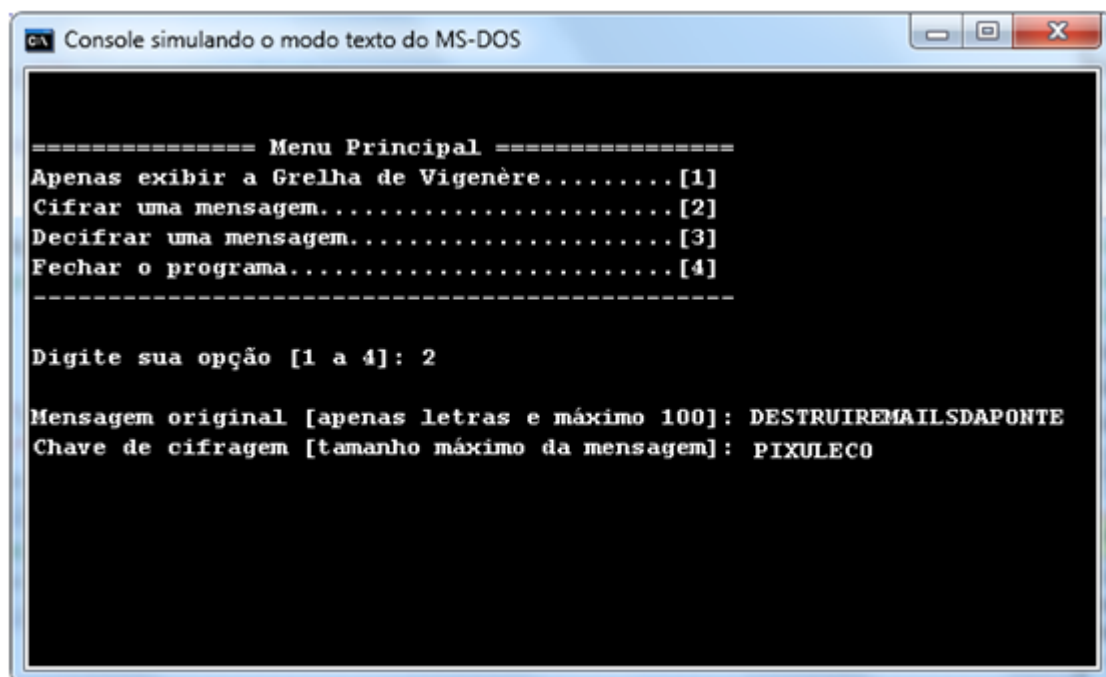 Console simulando o modo texto do MS-DOS
=============== Menu Principal ================
Apenas exibir a Grelha de Vigenère.........[1]
Cifrar uma mensagem........................[2]
Decifrar uma mensagem......................[3]
Fechar o programa..........................[4]
-----------------------------------------------
Digite sua opção [1 a 4]: 2
Mensagem original [apenas letras e máximo 100]: DESTRUIREMAILSDAPONTE
Chave de cifragem [tamanho máximo da mensagem]: PIXULECO